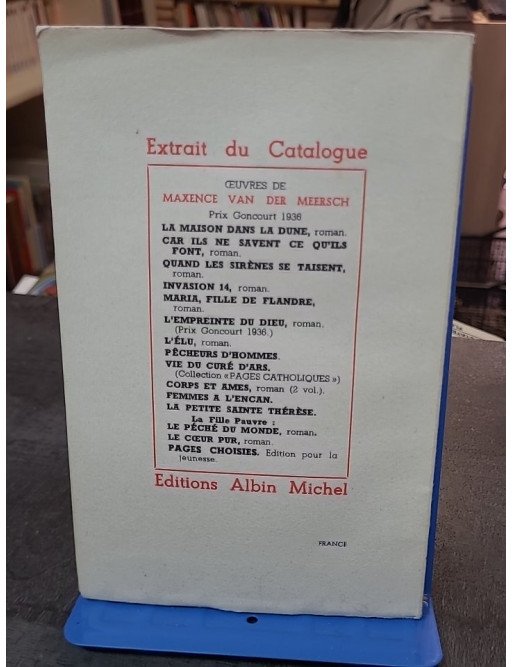 Extrait du Catalogue
ŒUVRES DE
MAXENCE VAN DER MEERSCH
Prix Goncourt 1936
LA MAISON DANS LA DUNE, roman.
CAR ILS NE SAVENT CE QU'ILS
FONT, roman.
QUAND LES SIRÈNES SE TAISENT,
roman.
INVASION 14, roman.
MARIA, FILLE DE FLANDRE,
roman.
L'EMPREINTE DU DIEU, roman.
(Prix Goncourt 1936.)
L'ÉLU, roman.
PÊCHEURS D'HOMMES.
VIE DU CURÉ D'ARS.
(Collection «PAGES CATHOLIQUES»)
CORPS ET AMES, roman (2 vol.).
FEMMES A L'ENCAN.
LA PETITE SAINTE THÉRÈSE.
La Fille Pauvre :
LE PÉCHÉ DU MONDE, roman.
LE CŒUR PUR, roman.
PAGES CHOISIES. Edition pour la
jeunesse.
Editions Albin Michel
FRANCE